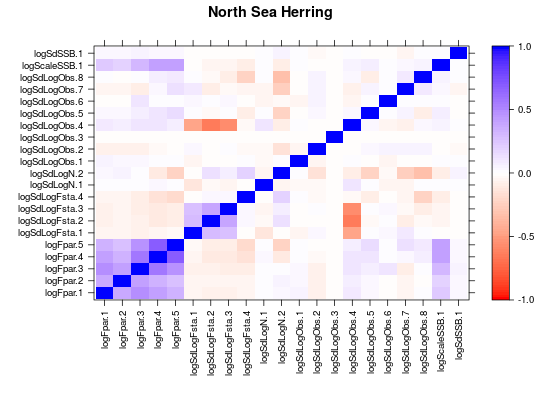 North Sea Herring
logSdSSB.1
logScaleSSB.1
logSdLogObs.8
logSdLogObs.7
logSdLogObs.6
logSdLogObs.5
logSdLogObs.4
logSdLogObs.3
logSdLogObs.2
logSdLogObs.1
logSdLogN.2
logSdLogN.1
logSdLogFsta.4
logSdLogFsta.3
logSdLogFsta.2
logSdLogFsta.1
logFpar.5
logFpar.4
logFpar.3
logFpar.2
logFpar.1
logFpar.1
logFpar.2
logFpar.3
logFpar.4
logFpar.5
logSdLogFsta.1
logSdLogFsta.2
logSdLogFsta.3
logSdLogFsta.4
logSdLogN.1
logSdLogN.2
logSdLogObs.1
logSdLogObs.2
logSdLogObs.3
logSdLogObs.4
logSdLogObs.5
logSdLogObs.6
logSdLogObs.7
logSdLogObs.8
logScaleSSB.1
logSdSSB.1
1.0
0.5
0.0
-0.5
-1.0